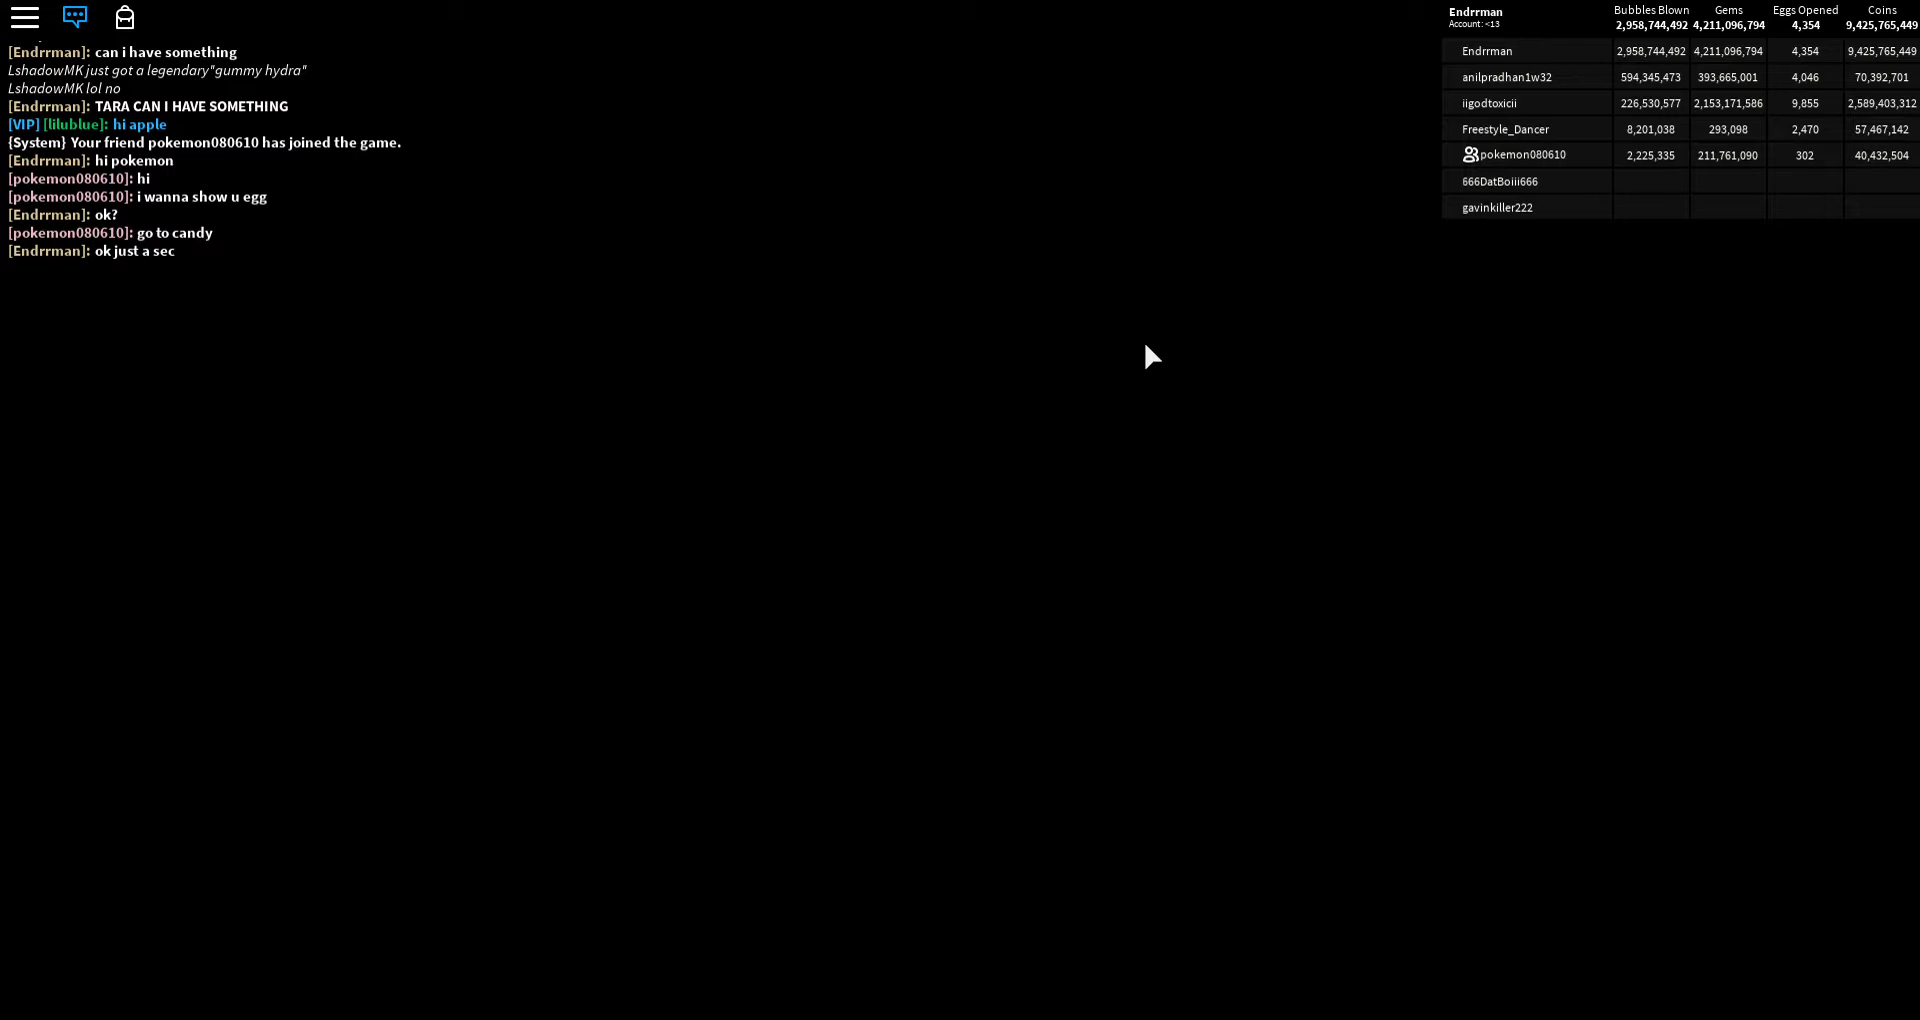 [Endrrman]: can i have something
LshadowMK just got a legendary"gummy hydra"
LshadowMK lol no
[Endrrman]: TARA CAN I HAVE SOMETHING
[VIP] [lilublue]: hi apple
{System} Your friend pokemon080610 has joined the game.
[Endrrman]: hi pokemon
[pokemon080610]: hi
[pokemon080610]: i wanna show u egg
[Endrrman]: ok?
[pokemon080610]: go to candy
[Endrrman]: ok just a sec
Endrrman Bubbles Blown Gems Eggs Opened Coins
Account: <13 2,958,744,492 4,211,096,794 4,354 9,425,765,449
Endrrman 2,958,744,492 4,211,096,794 4,354 9,425,765,449
anilpradhan1w32 594,345,473 393,665,001 4,046 70,392,701
iigodtoxicii 226,530,577 2,153,171,586 9,855 2,589,403,312
Freestyle_Dancer 8,201,038 293,098 2,470 57,467,142
pokemon080610 2,225,335 211,761,090 302 40,432,504
666DatBoiii666
gavinkiller222